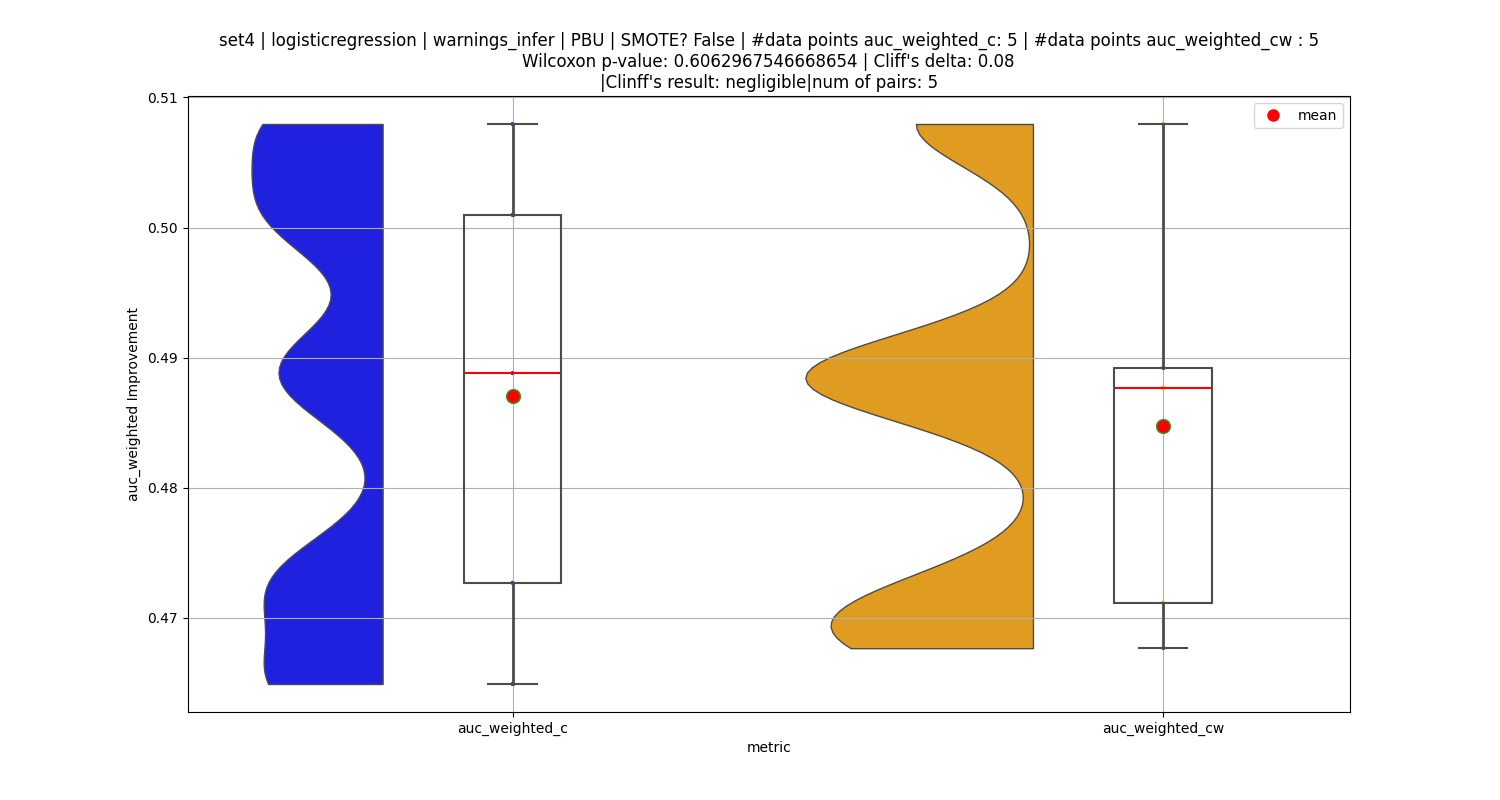 set4 | logisticregression | warnings_infer | PBU | SMOTE? False | #data points auc_weighted_c: 5 | #data points auc_weighted_cw : 5
Wilcoxon p-value: 0.6062967546668654 | Cliff's delta: 0.08
|Clinff's result: negligible|num of pairs: 5
mean
0.51
0.50
0.49
0.48
0.47
auc_weighted Improvement
auc_weighted_c
auc_weighted_cw
metric